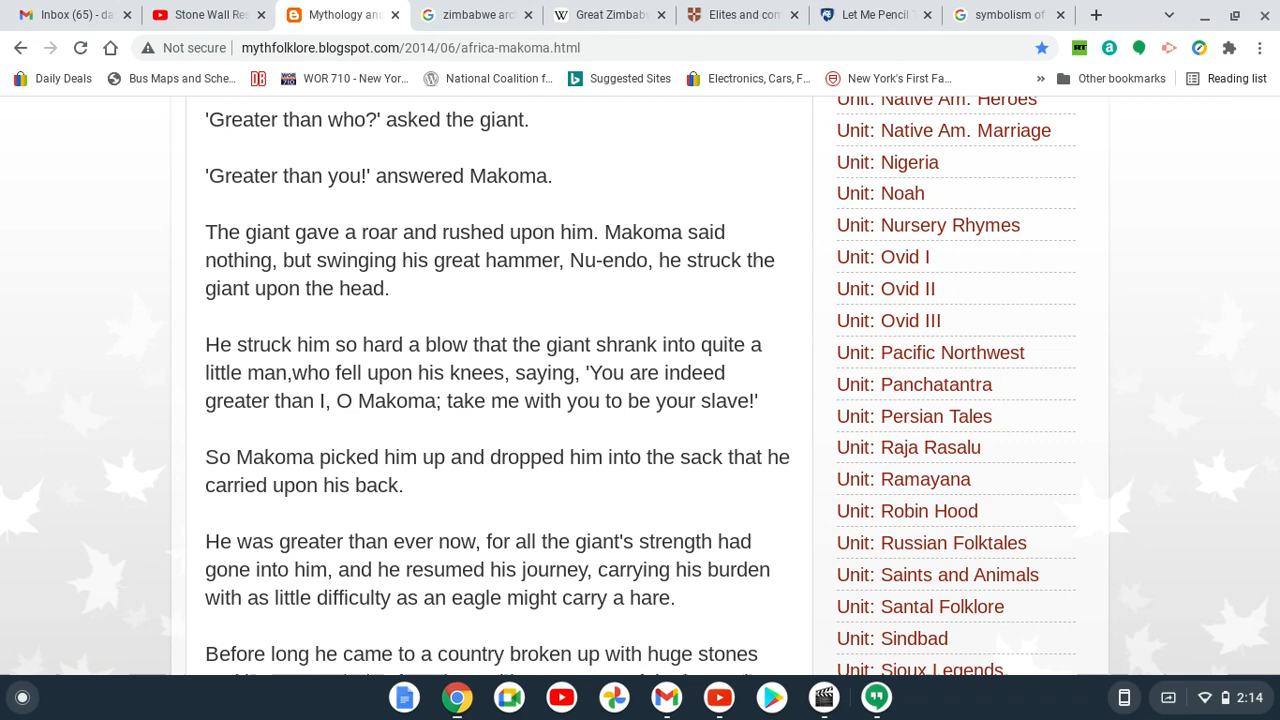 Inbox (65) - da
Stone Wall Res
Mythology and
zimbabwe arch
Great Zimbabw
Elites and com
Let Me Pencil
symbolism of
Not secure
mythfolklore.blogspot.com/2014/06/africa-makoma.html
RT
Daily Deals
Bus Maps and Sche...
WOR 710 - New Yor...
National Coalition f...
Suggested Sites
Electronics, Cars, F...
New York's First Fa...
»
Other bookmarks
Reading list
'Greater than who?' asked the giant.
'Greater than you!' answered Makoma.
The giant gave a roar and rushed upon him. Makoma said
nothing, but swinging his great hammer, Nu-endo, he struck the
giant upon the head.
He struck him so hard a blow that the giant shrank into quite a
little man,who fell upon his knees, saying, 'You are indeed
greater than I, O Makoma; take me with you to be your slave!'
So Makoma picked him up and dropped him into the sack that he
carried upon his back.
He was greater than ever now, for all the giant's strength had
gone into him, and he resumed his journey, carrying his burden
with as little difficulty as an eagle might carry a hare.
Before long he came to a country broken up with huge stones
Unit: Native Am. Heroes
Unit: Native Am. Marriage
Unit: Nigeria
Unit: Noah
Unit: Nursery Rhymes
Unit: Ovid I
Unit: Ovid II
Unit: Ovid III
Unit: Pacific Northwest
Unit: Panchatantra
Unit: Persian Tales
Unit: Raja Rasalu
Unit: Ramayana
Unit: Robin Hood
Unit: Russian Folktales
Unit: Saints and Animals
Unit: Santal Folklore
Unit: Sindbad
Unit: Sioux Legends
2:14